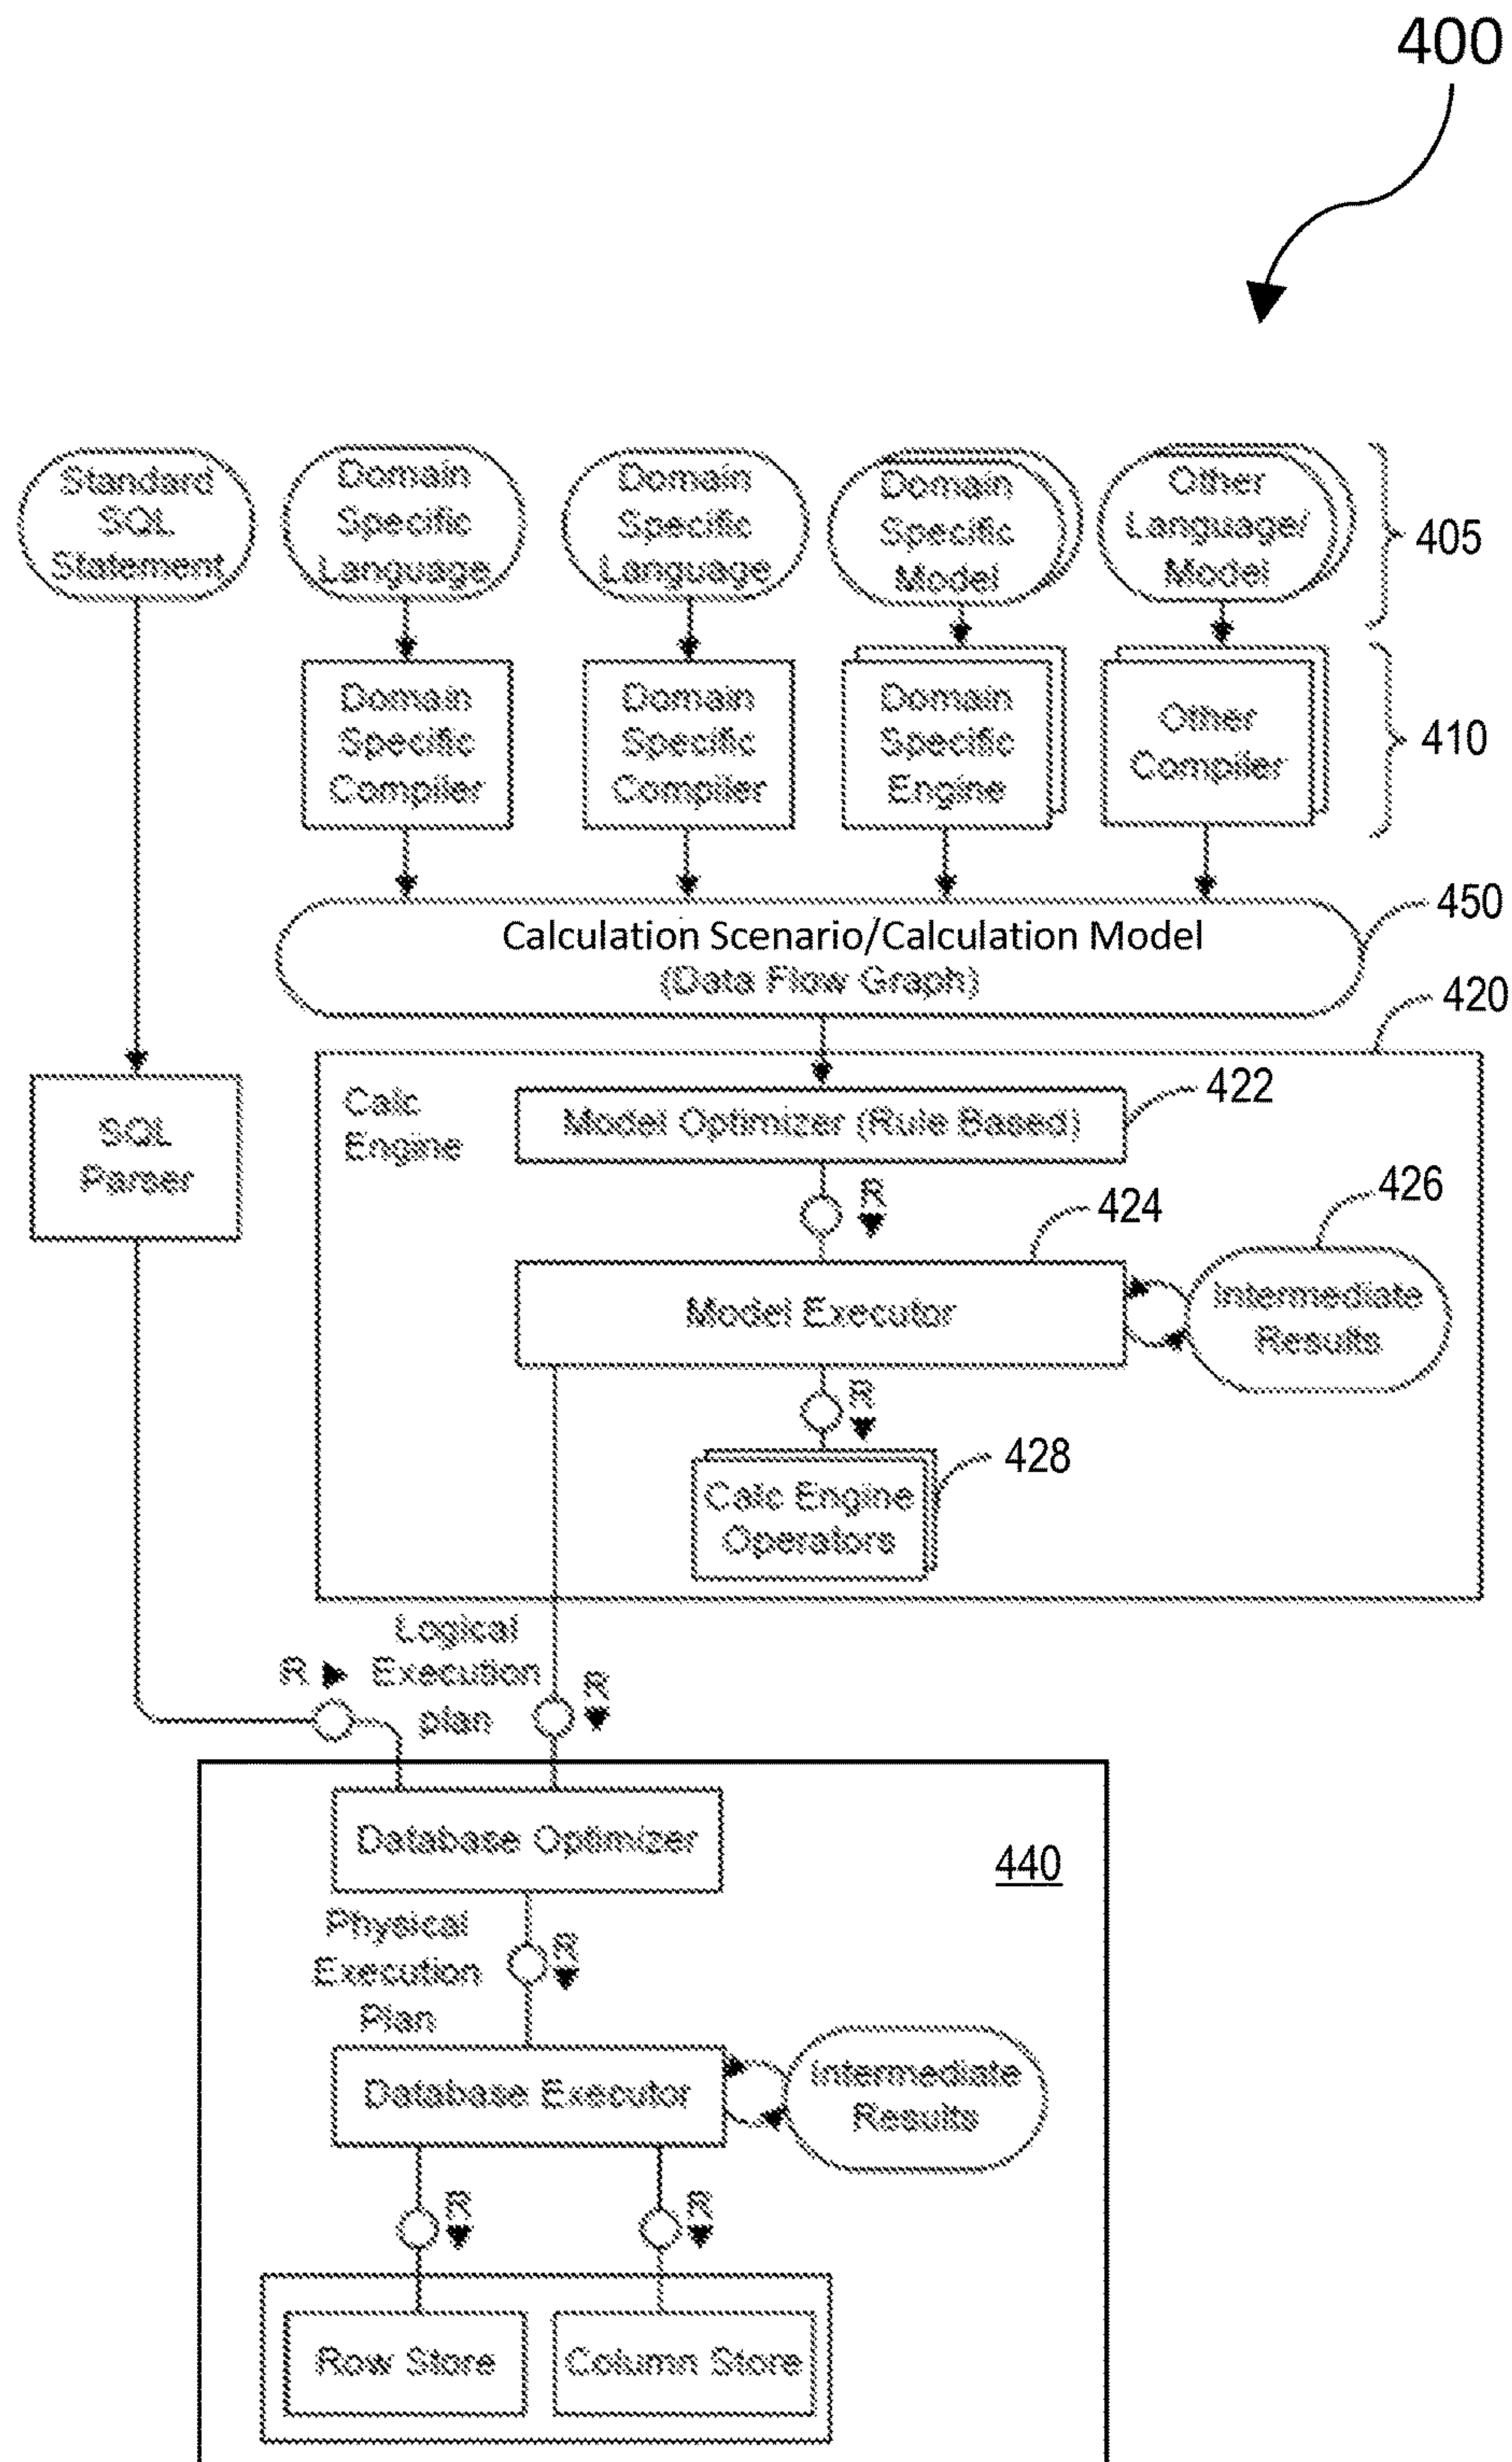 400
Standard
SQL
Statement
Domain
Specific
Language
Domain
Specific
Language
Domain
Specific
Model
Other
Language/
Model
405
Domain
Specific
Compiler
Domain
Specific
Compiler
Domain
Specific
Engine
Other
Compiler
410
450
Calculation Scenario/Calculation Model
(Data Flow Graph)
420
SQL
Parser
Calc
Engine
Model Optimizer (Rule Based)
422
R
424
426
Model Executor
Intermediate
Results
R
428
Calc Engine
Operators
Logical
Execution
plan
R
R
Database Optimizer
440
Physical
Execution
Plan
R
Database Executor
Intermediate
Results
R
R
Row Store
Column Store